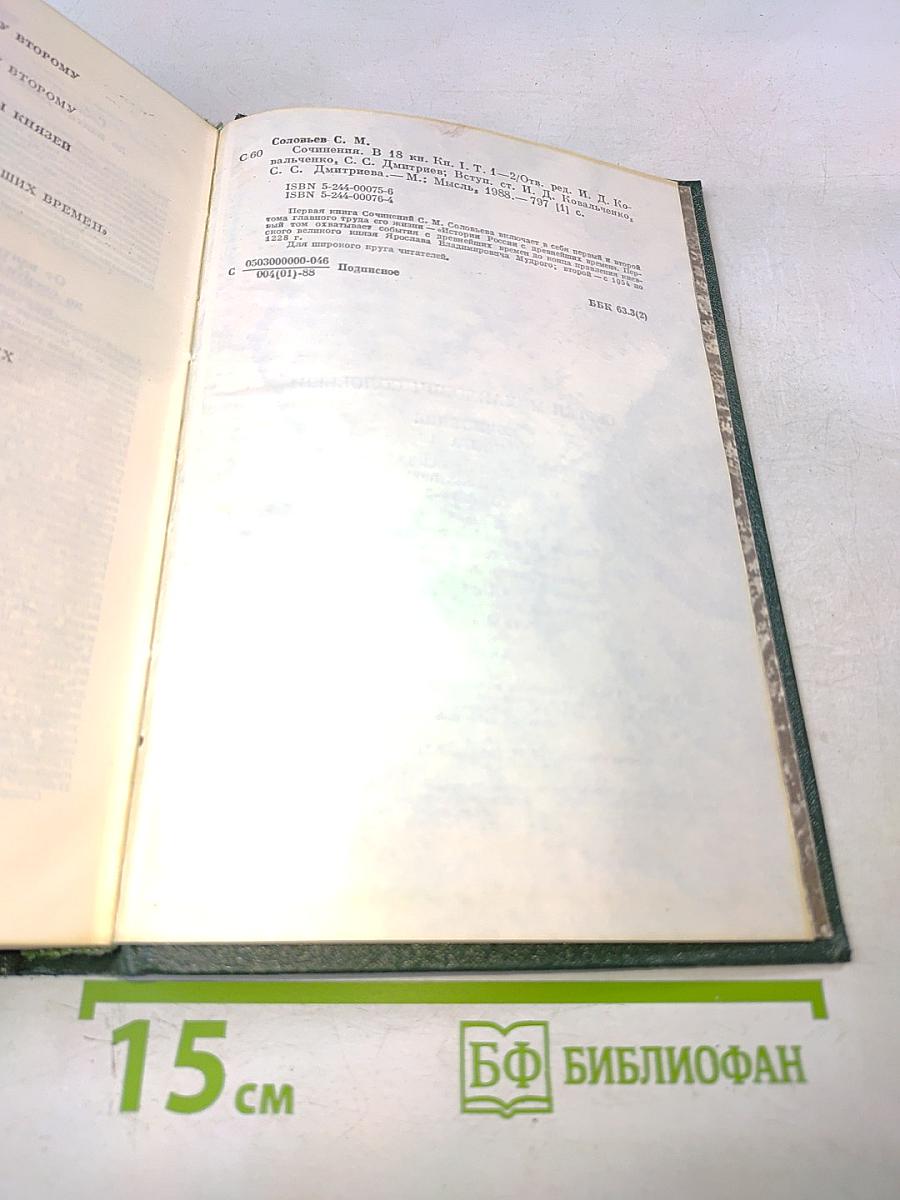 У ВТОРОМУ
У ВТОРОМУ
И КНЯЗЕЙ
ШИХ ВРЕМЕН»
Х
Соловьев С. М.
С 60 Сочинения. В 18 кн. Кн. I. Т. 1—2/Отв. ред. И. Д. Ко-
вальченко, С. С. Дмитриев; Вступ. ст. И. Д. Ковальченко,
С. С. Дмитриева.— М.: Мысль, 1988.— 797 [1] с.
ISBN 5-244-00075-6
ISBN 5-244-00076-4
Первая книга Сочинений С. М. Соловьева включает в себя первый и второй
тома главного труда его жизни — «История России с древнейших времен». Пер-
вый том охватывает события с древнейших времен до конца правления киев-
ского великого князя Ярослава Владимировича Мудрого; второй — с 1054 по
1228 г.
Для широкого круга читателей.
С 0503000000-046 Подписное
004(01)-88
ББК 63.3(2)
15 см
БФ БИБЛИОФАН